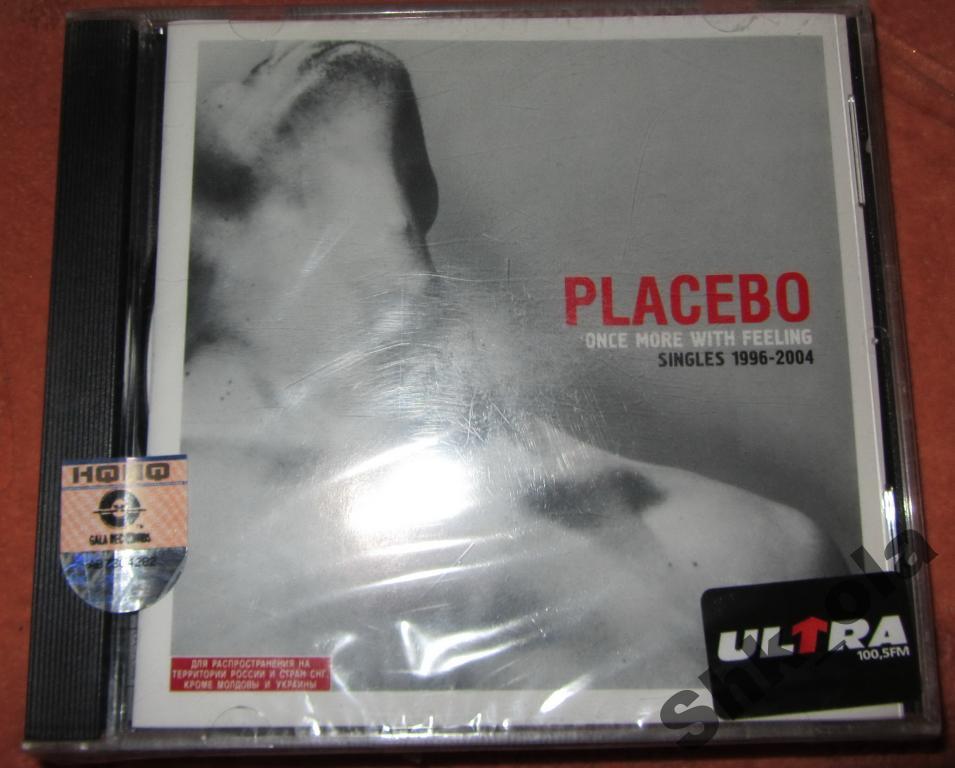 PLACEBO
ONCE MORE WITH FEELING
SINGLES 1996-2004
HQ HQ
GALA RECORDS
ULTRA
100,5FM
ДЛЯ РАСПРОСТРАНЕНИЯ НА
ТЕРРИТОРИИ РОССИИ И СТРАН СНГ,
КРОМЕ МОЛДОВЫ И УКРАИНЫ